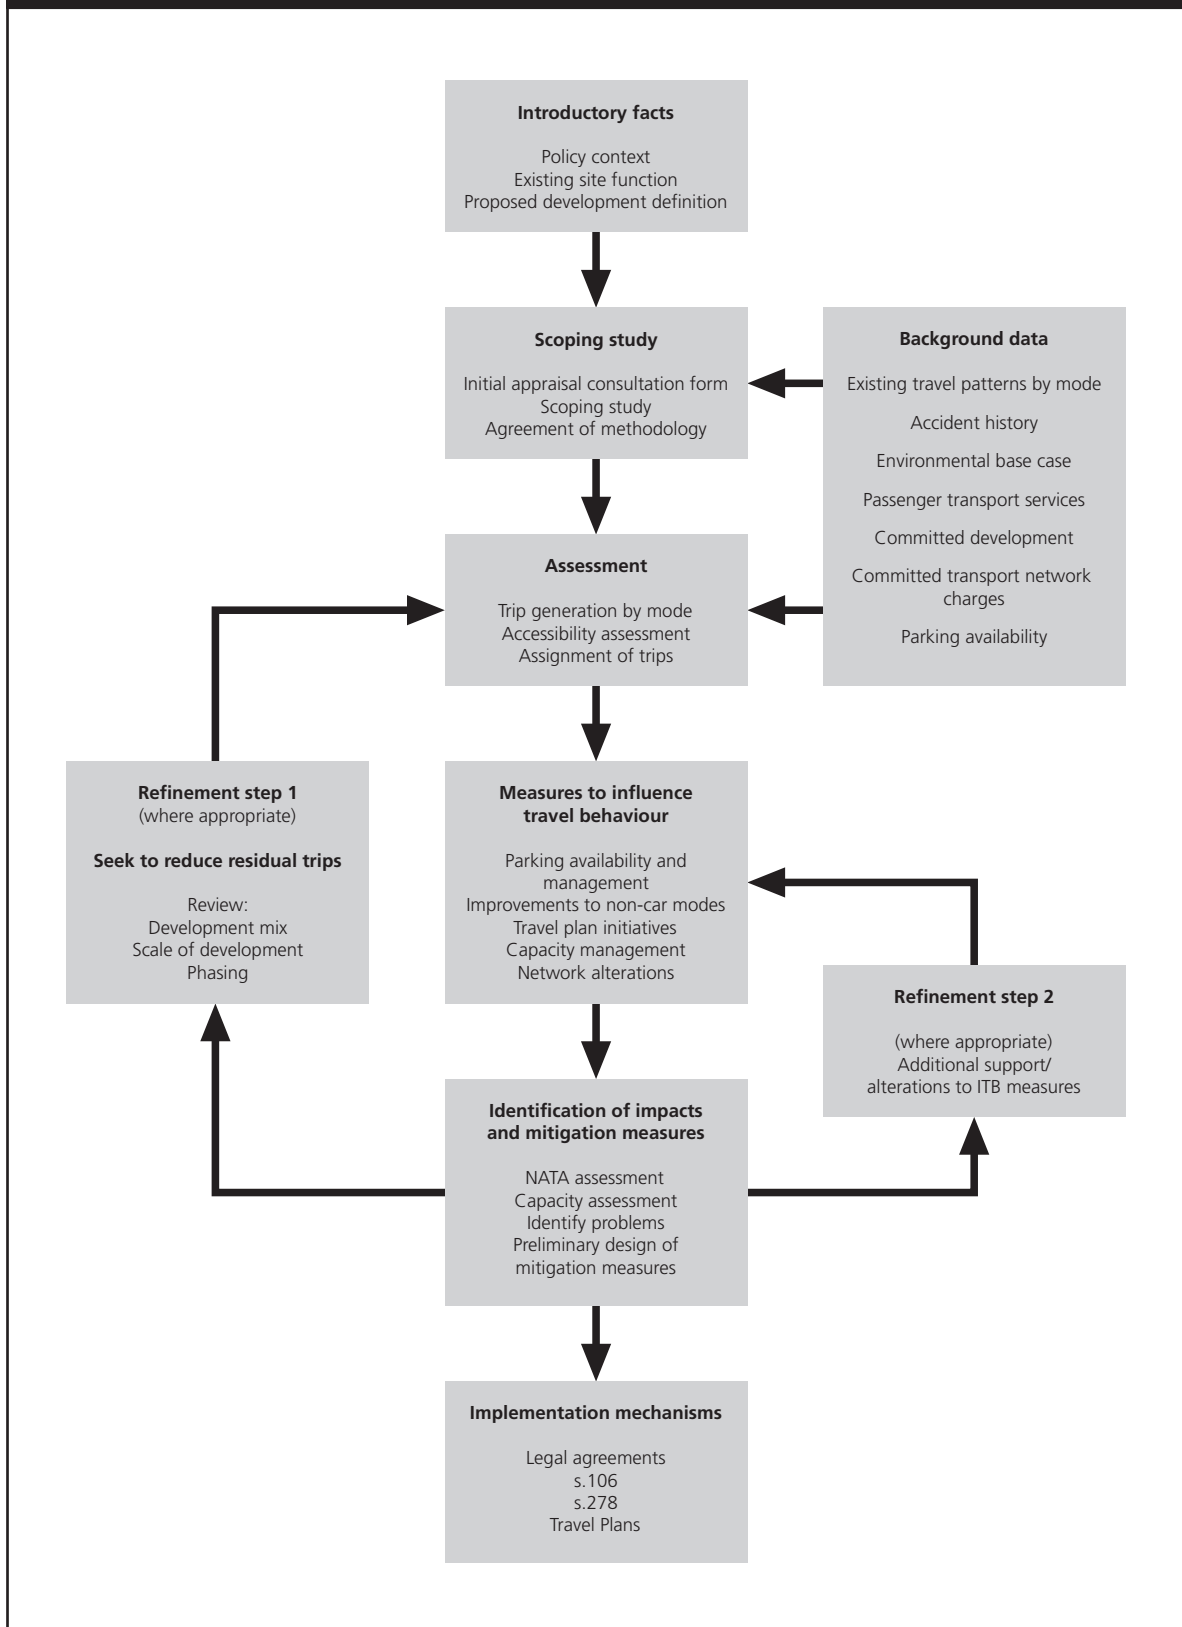 Introductory facts
Policy context
Existing site function
Proposed development definition
Scoping study
Initial appraisal consultation form
Scoping study
Agreement of methodology
Background data
Existing travel patterns by mode
Accident history
Environmental base case
Passenger transport services
Committed development
Committed transport network
charges
Parking availability
Assessment
Trip generation by mode
Accessibility assessment
Assignment of trips
Refinement step 1
(where appropriate)
Seek to reduce residual trips
Review:
Development mix
Scale of development
Phasing
Measures to influence
travel behaviour
Parking availability and
management
Improvements to non-car modes
Travel plan initiatives
Capacity management
Network alterations
Refinement step 2
(where appropriate)
Additional support/
alterations to ITB measures
Identification of impacts
and mitigation measures
NATA assessment
Capacity assessment
Identify problems
Preliminary design of
mitigation measures
Implementation mechanisms
Legal agreements
s.106
s.278
Travel Plans